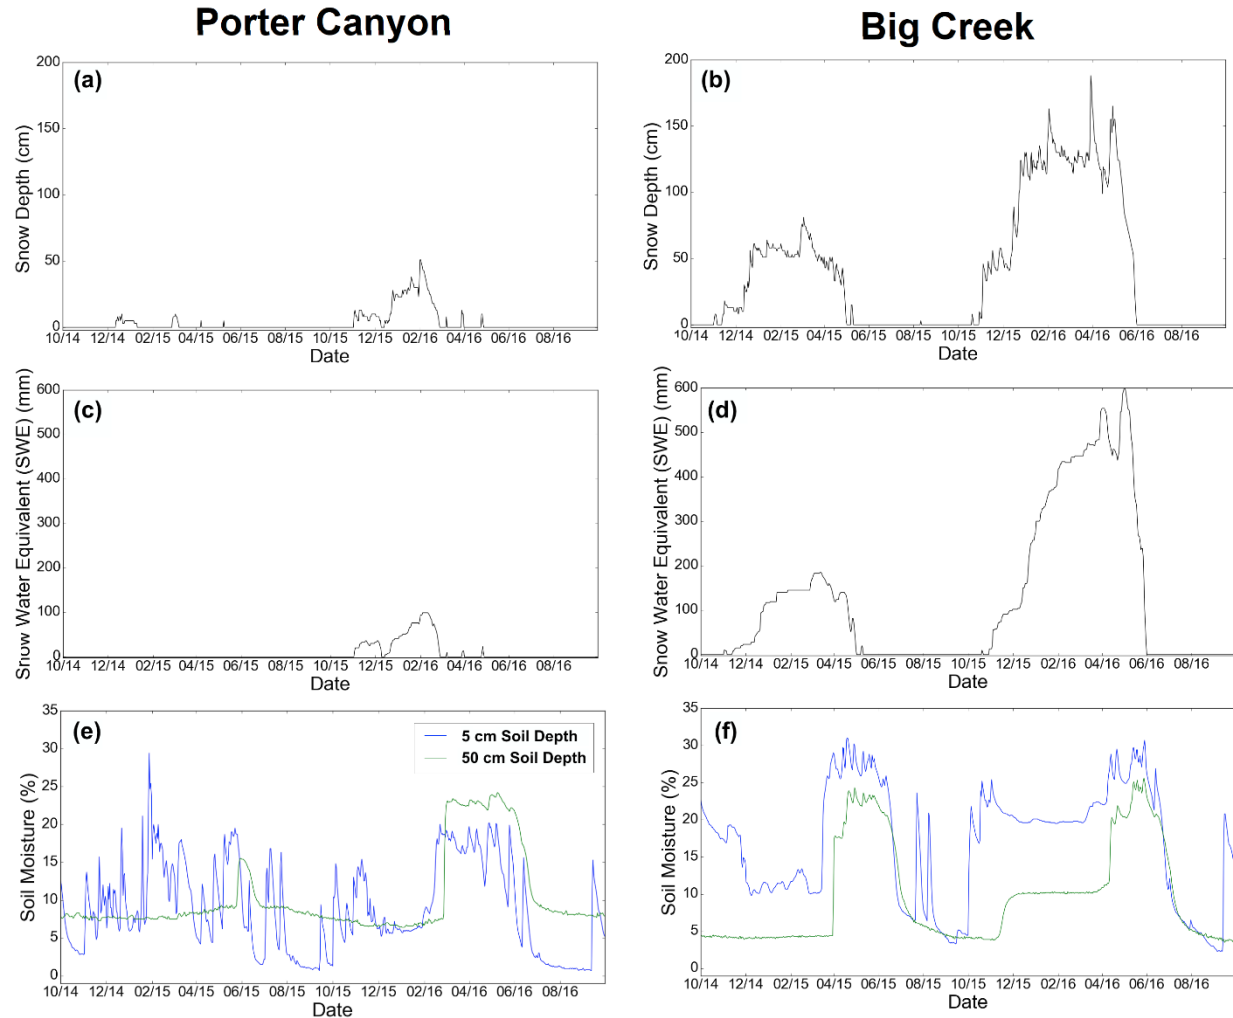 Porter Canyon
Big Creek
(a)
Snow Depth (cm)
200
150
100
50
0
10/14 12/14 02/15 04/15 06/15 08/15 10/15 12/15 02/16 04/16 06/16 08/16
Date
(b)
Snow Depth (cm)
200
150
100
50
0
10/14 12/14 02/15 04/15 06/15 08/15 10/15 12/15 02/16 04/16 06/16 08/16
Date
(c)
Snow Water Equivalent (SWE) (mm)
600
500
400
300
200
100
0
10/14 12/14 02/15 04/15 06/15 08/15 10/15 12/15 02/16 04/16 06/16 08/16
Date
(d)
Snow Water Equivalent (SWE) (mm)
600
500
400
300
200
100
0
10/14 12/14 02/15 04/15 06/15 08/15 10/15 12/15 02/16 04/16 06/16 08/16
Date
(e)
5 cm Soil Depth
50 cm Soil Depth
Soil Moisture (%)
35
30
25
20
15
10
5
0
10/14 12/14 02/15 04/15 06/15 08/15 10/15 12/15 02/16 04/16 06/16 08/16
Date
(f)
Soil Moisture (%)
35
30
25
20
15
10
5
0
10/14 12/14 02/15 04/15 06/15 08/15 10/15 12/15 02/16 04/16 06/16 08/16
Date